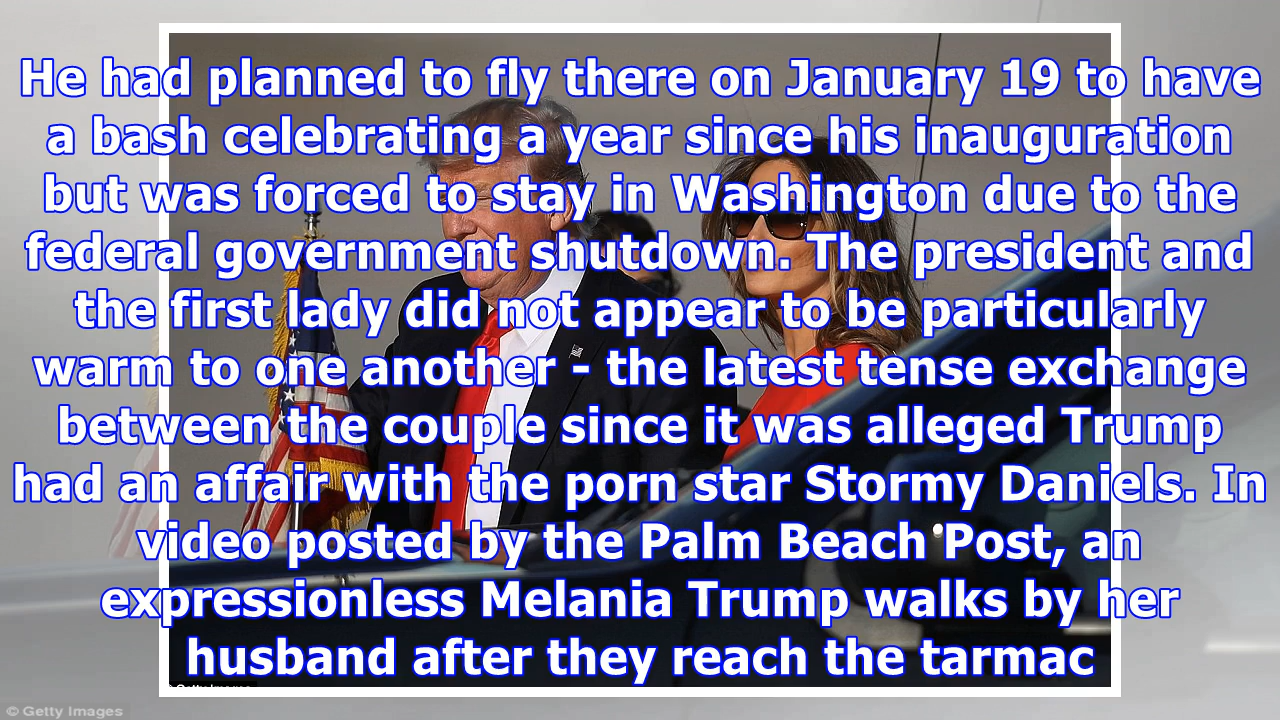 He had planned to fly there on January 19 to have
a bash celebrating a year since his inauguration
but was forced to stay in Washington due to the
federal government shutdown. The president and
the first lady did not appear to be particularly
warm to one another - the latest tense exchange
between the couple since it was alleged Trump
had an affair with the porn star Stormy Daniels. In
video posted by the Palm Beach Post, an
expressionless Melania Trump walks by her
husband after they reach the tarmac
© Getty Images